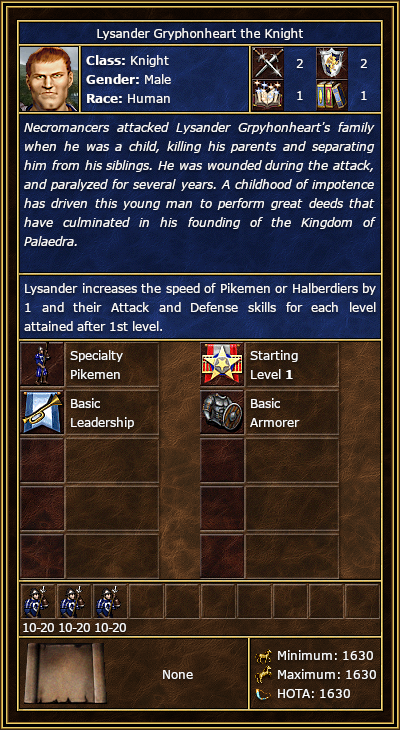 Lysander Gryphonheart the Knight
Class: Knight
Gender: Male
Race: Human
2
2
1
1
Necromancers attacked Lysander Grpyhonheart's family
when he was a child, killing his parents and separating
him from his siblings. He was wounded during the attack,
and paralyzed for several years. A childhood of impotence
has driven this young man to perform great deeds that
have culminated in his founding of the Kingdom of
Palaedra.
Lysander increases the speed of Pikemen or Halberdiers by
1 and their Attack and Defense skills for each level
attained after 1st level.
Specialty
Pikemen
Starting
Level 1
Basic
Leadership
Basic
Armorer
10-20 10-20 10-20
None
Minimum: 1630
Maximum: 1630
HOTA: 1630